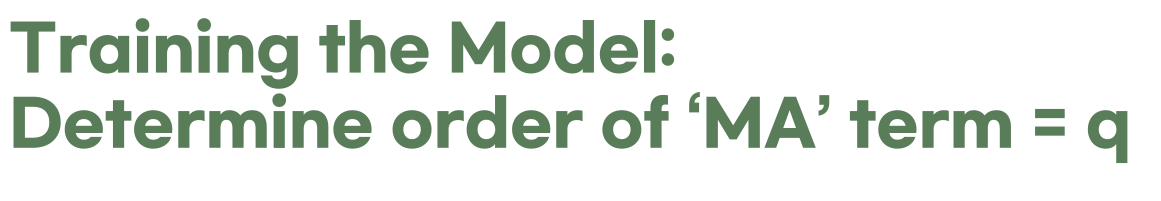 Training the Model:
Determine order of ‘MA’ term = q